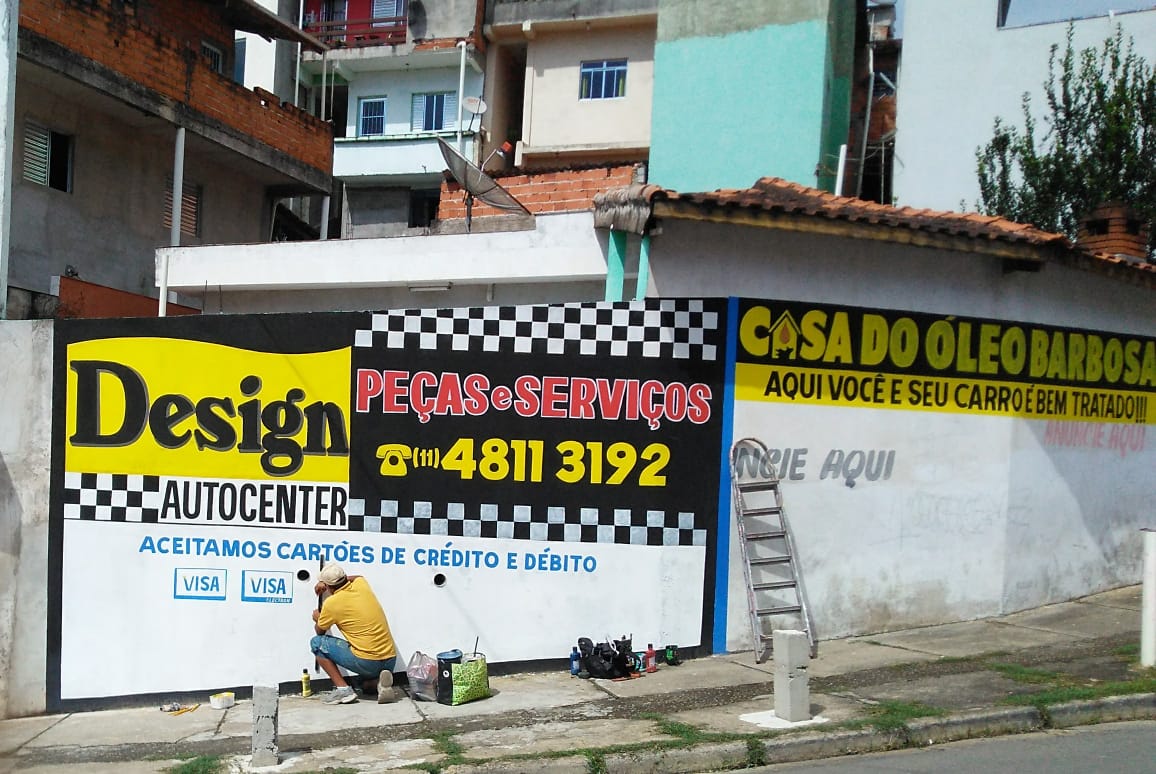 Design
AUTOCENTER
PEÇAS e SERVIÇOS
(11) 4811 3192
ACEITAMOS CARTÕES DE CRÉDITO E DÉBITO
VISA VISA
ELECTRON
CASA DO ÓLEO BARBOSA
AQUI VOCÊ E SEU CARRO É BEM TRATADO!!!
ANUNCIE AQUI
NCIE AQUI